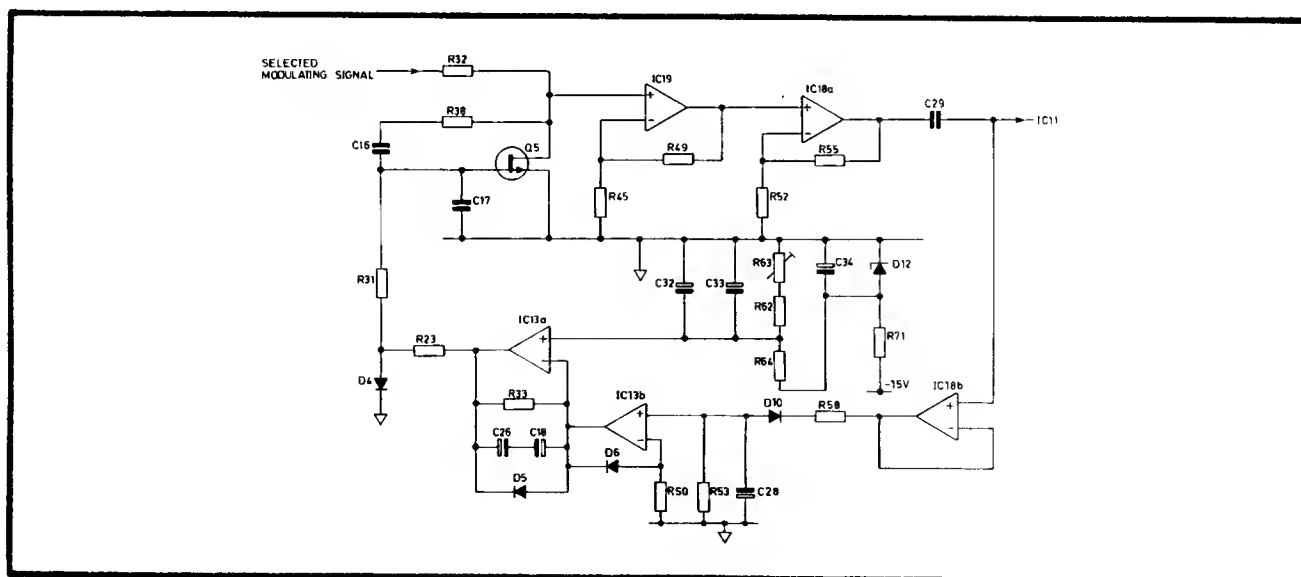 SELECTED
MODULATING SIGNAL
R32
R38
C16
Q5
C17
IC19
R49
R45
IC18a
R55
R52
C29
IC11
R31
C32
C33
R63
R62
R64
C34
D12
R71
-15V
IC13a
R23
D4
R33
C26
C18
D5
IC13b
D6
R50
R53
C28
D10
R58
IC18b